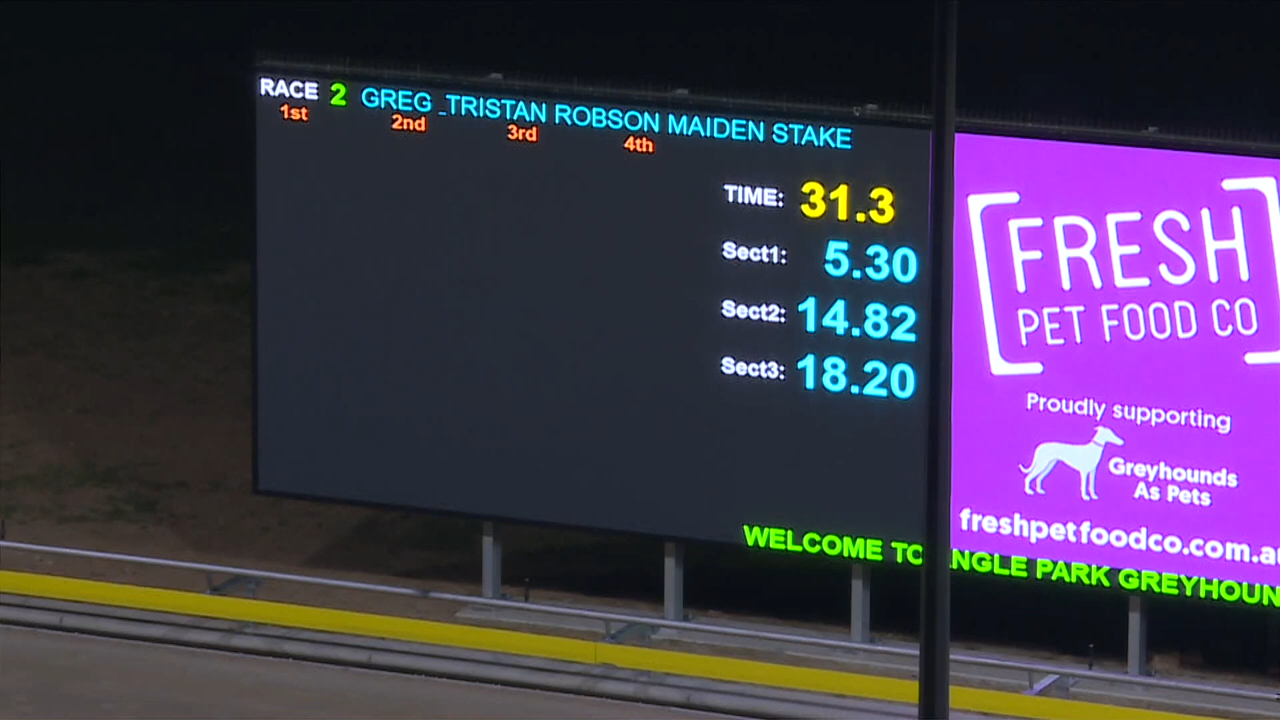 RACE 2 GREG _TRISTAN ROBSON MAIDEN STAKE
1st 2nd 3rd 4th
TIME: 31.3
Sect1: 5.30
Sect2: 14.82
Sect3: 18.20
FRESH
PET FOOD CO
Proudly supporting
Greyhounds
As Pets
freshpetfoodco.com.au
WELCOME TO ANGLE PARK GREYHOUN